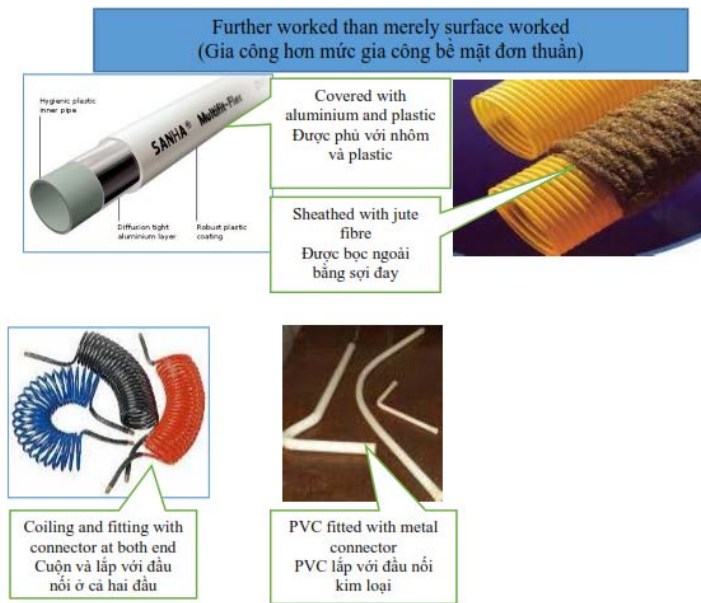 Further worked than merely surface worked
(Gia công hơn mức gia công bề mặt đơn thuần)
Hygienic plastic
inner pipe
SANHA® Multifit-Flex
Diffusion tight
aluminium layer
Robust plastic
coating
Covered with
aluminium and plastic
Được phủ với nhôm
và plastic
Sheathed with jute
fibre
Được bọc ngoài
bằng sợi đay
Coiling and fitting with
connector at both end
Cuộn và lắp với đầu
nối ở cả hai đầu
PVC fitted with metal
connector
PVC lắp với đầu nối
kim loại